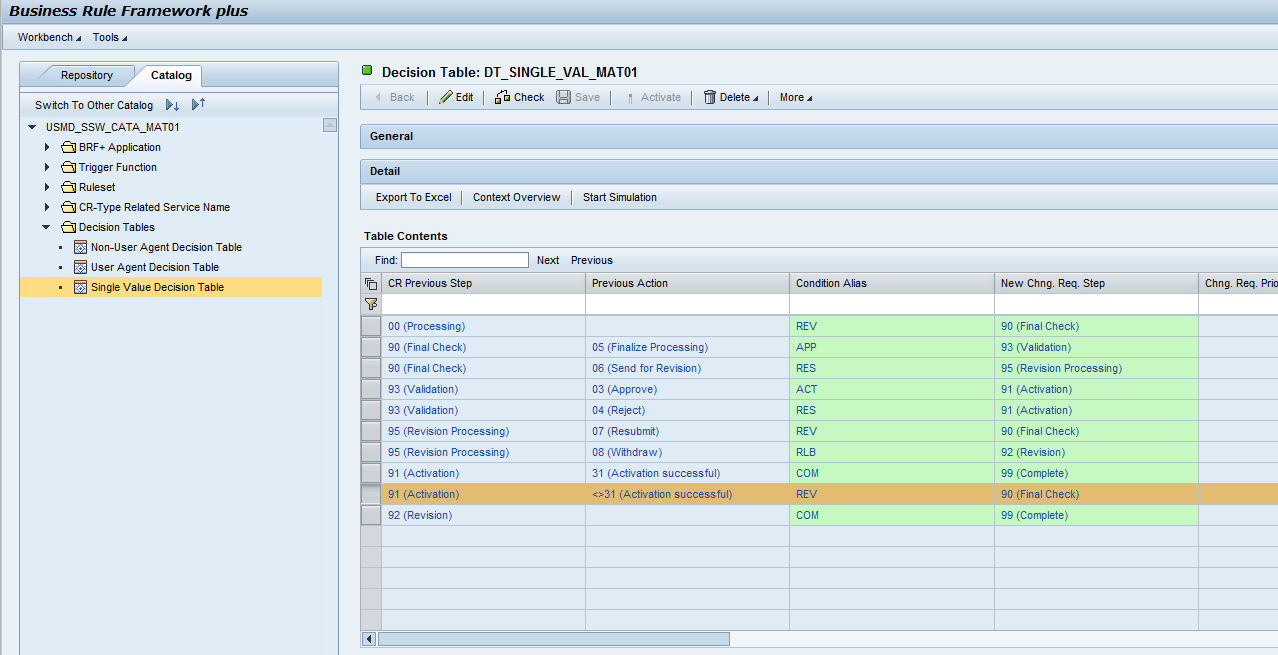 Business Rule Framework plus
Workbench Tools
Repository Catalog
Switch To Other Catalog
USMD_SSW_CATA_MAT01
BRF+ Application
Trigger Function
Ruleset
CR-Type Related Service Name
Decision Tables
Non-User Agent Decision Table
User Agent Decision Table
Single Value Decision Table
Decision Table: DT_SINGLE_VAL_MAT01
Back Edit Check Save Activate Delete More
General
Detail
Export To Excel Context Overview Start Simulation
Table Contents
Find: Next Previous
CR Previous Step Previous Action Condition Alias New Chng. Req. Step Chng. Req. Prio
00 (Processing) REV 90 (Final Check)
90 (Final Check) 05 (Finalize Processing) APP 93 (Validation)
90 (Final Check) 06 (Send for Revision) RES 95 (Revision Processing)
93 (Validation) 03 (Approve) ACT 91 (Activation)
93 (Validation) 04 (Reject) RES 91 (Activation)
95 (Revision Processing) 07 (Resubmit) REV 90 (Final Check)
95 (Revision Processing) 08 (Withdraw) RLB 92 (Revision)
91 (Activation) 31 (Activation successful) COM 99 (Complete)
91 (Activation) <>31 (Activation successful) REV 90 (Final Check)
92 (Revision) COM 99 (Complete)